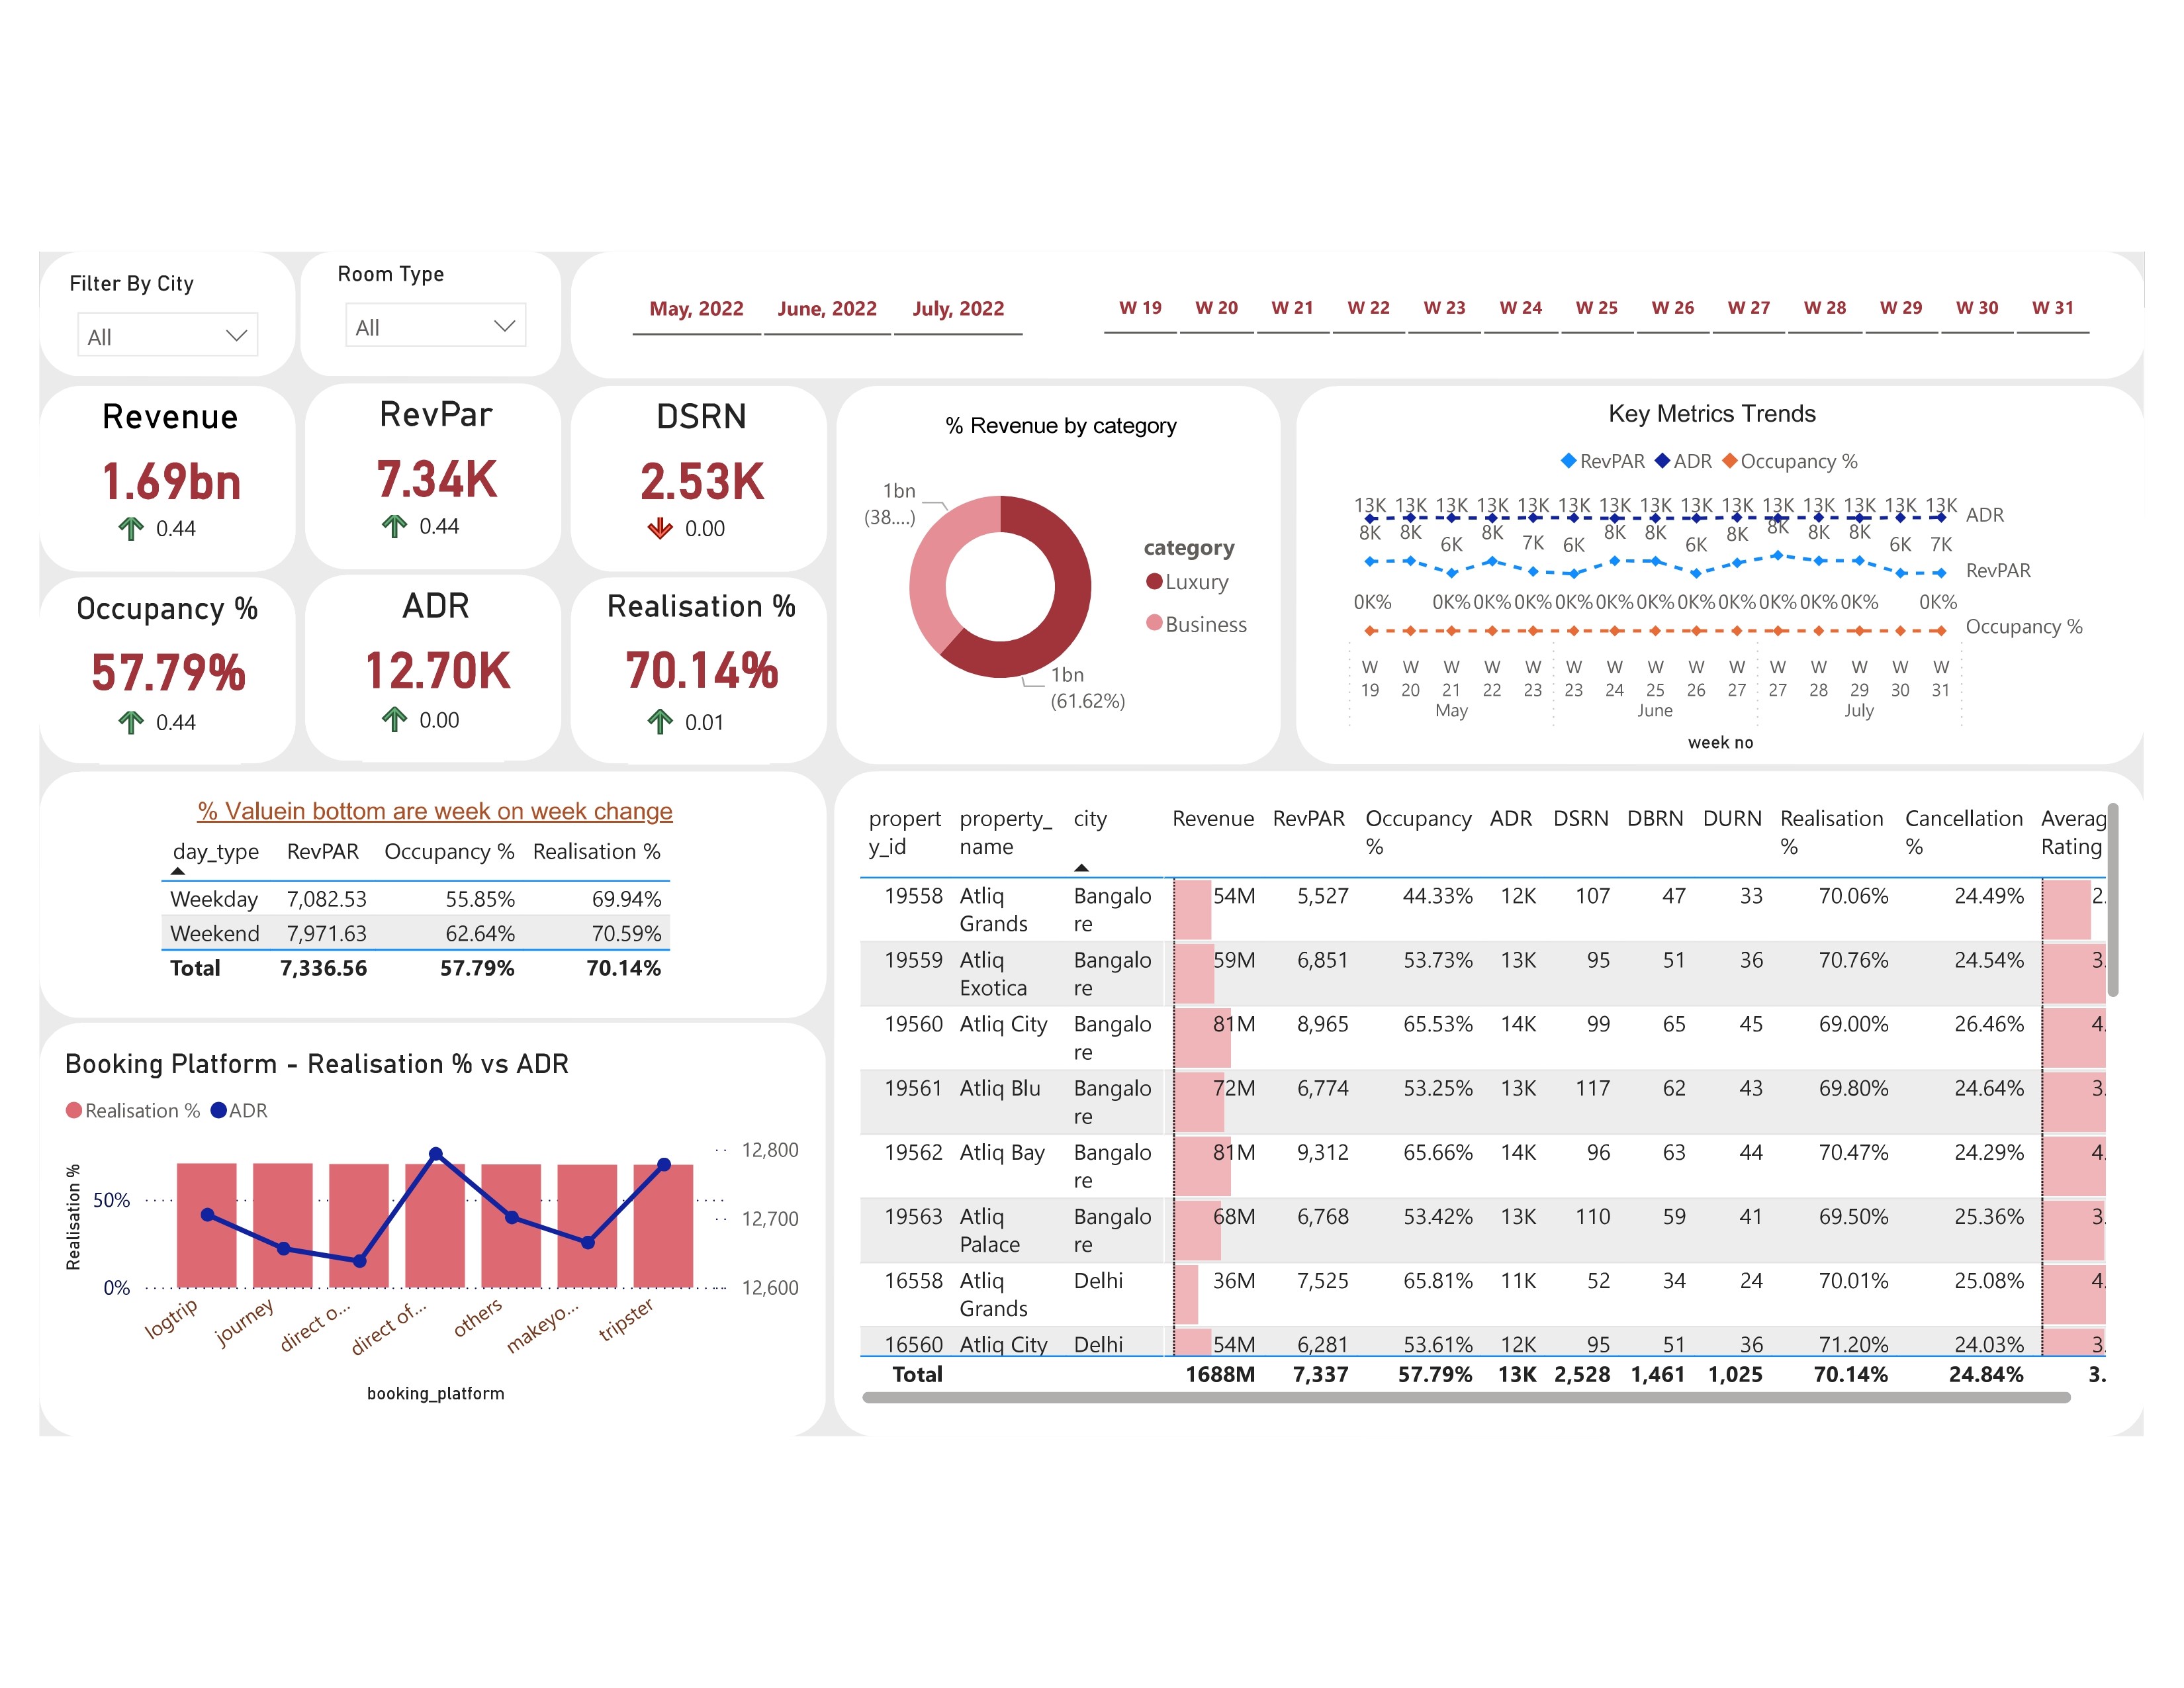 Filter By City
All
Room Type
All
May, 2022 June, 2022 July, 2022
W 19 W 20 W 21 W 22 W 23 W 24 W 25 W 26 W 27 W 28 W 29 W 30 W 31
Revenue
1.69bn
0.44
RevPar
7.34K
0.44
DSRN
2.53K
0.00
Occupancy %
57.79%
0.44
ADR
12.70K
0.00
Realisation %
70.14%
0.01
% Revenue by category
1bn
(38....)
1bn
(61.62%)
category
Luxury
Business
Key Metrics Trends
RevPAR ADR Occupancy %
13K 13K 13K 13K 13K 13K 13K 13K 13K 13K 13K 13K 13K 13K 13K
ADR
8K 8K 6K 8K 7K 6K 8K 8K 6K 8K 8K 8K 8K 6K 7K
RevPAR
0K% 0K% 0K% 0K% 0K% 0K% 0K% 0K% 0K% 0K% 0K% 0K% 0K%
Occupancy %
W W W W W W W W W W W W W W W
19 20 21 22 23 23 24 25 26 27 27 28 29 30 31
May June July
week no
% Valuein bottom are week on week change
day_type RevPAR Occupancy % Realisation %
Weekday 7,082.53 55.85% 69.94%
Weekend 7,971.63 62.64% 70.59%
Total 7,336.56 57.79% 70.14%
Booking Platform - Realisation % vs ADR
Realisation % ADR
Realisation %
50%
0%
12,800
12,700
12,600
logtrip journey direct o... direct of... others makeyo... tripster
booking_platform
propert property_ city Revenue RevPAR Occupancy ADR DSRN DBRN DURN Realisation Cancellation Averag
y_id name % % % Rating
19558 Atliq Bangalo 54M 5,527 44.33% 12K 107 47 33 70.06% 24.49% 2.
Grands re
19559 Atliq Bangalo 59M 6,851 53.73% 13K 95 51 36 70.76% 24.54% 3.
Exotica re
19560 Atliq City Bangalo 81M 8,965 65.53% 14K 99 65 45 69.00% 26.46% 4.
re
19561 Atliq Blu Bangalo 72M 6,774 53.25% 13K 117 62 43 69.80% 24.64% 3.
re
19562 Atliq Bay Bangalo 81M 9,312 65.66% 14K 96 63 44 70.47% 24.29% 4.
re
19563 Atliq Bangalo 68M 6,768 53.42% 13K 110 59 41 69.50% 25.36% 3.
Palace re
16558 Atliq Delhi 36M 7,525 65.81% 11K 52 34 24 70.01% 25.08% 4.
Grands
16560 Atliq City Delhi 54M 6,281 53.61% 12K 95 51 36 71.20% 24.03% 3.
Total 1688M 7,337 57.79% 13K 2,528 1,461 1,025 70.14% 24.84% 3.